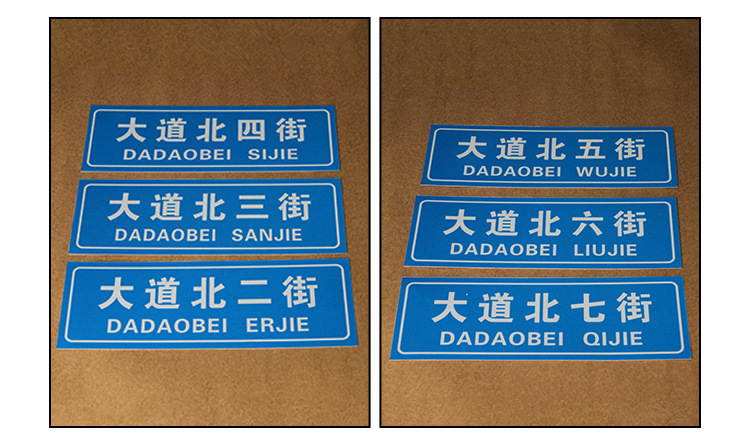 大道北四街
DADAOBEI SIJIE
大道北三街
DADAOBEI SANJIE
大道北二街
DADAOBEI ERJIE
大道北五街
DADAOBEI WUJIE
大道北六街
DADAOBEI LIUJIE
大道北七街
DADAOBEI QIJIE